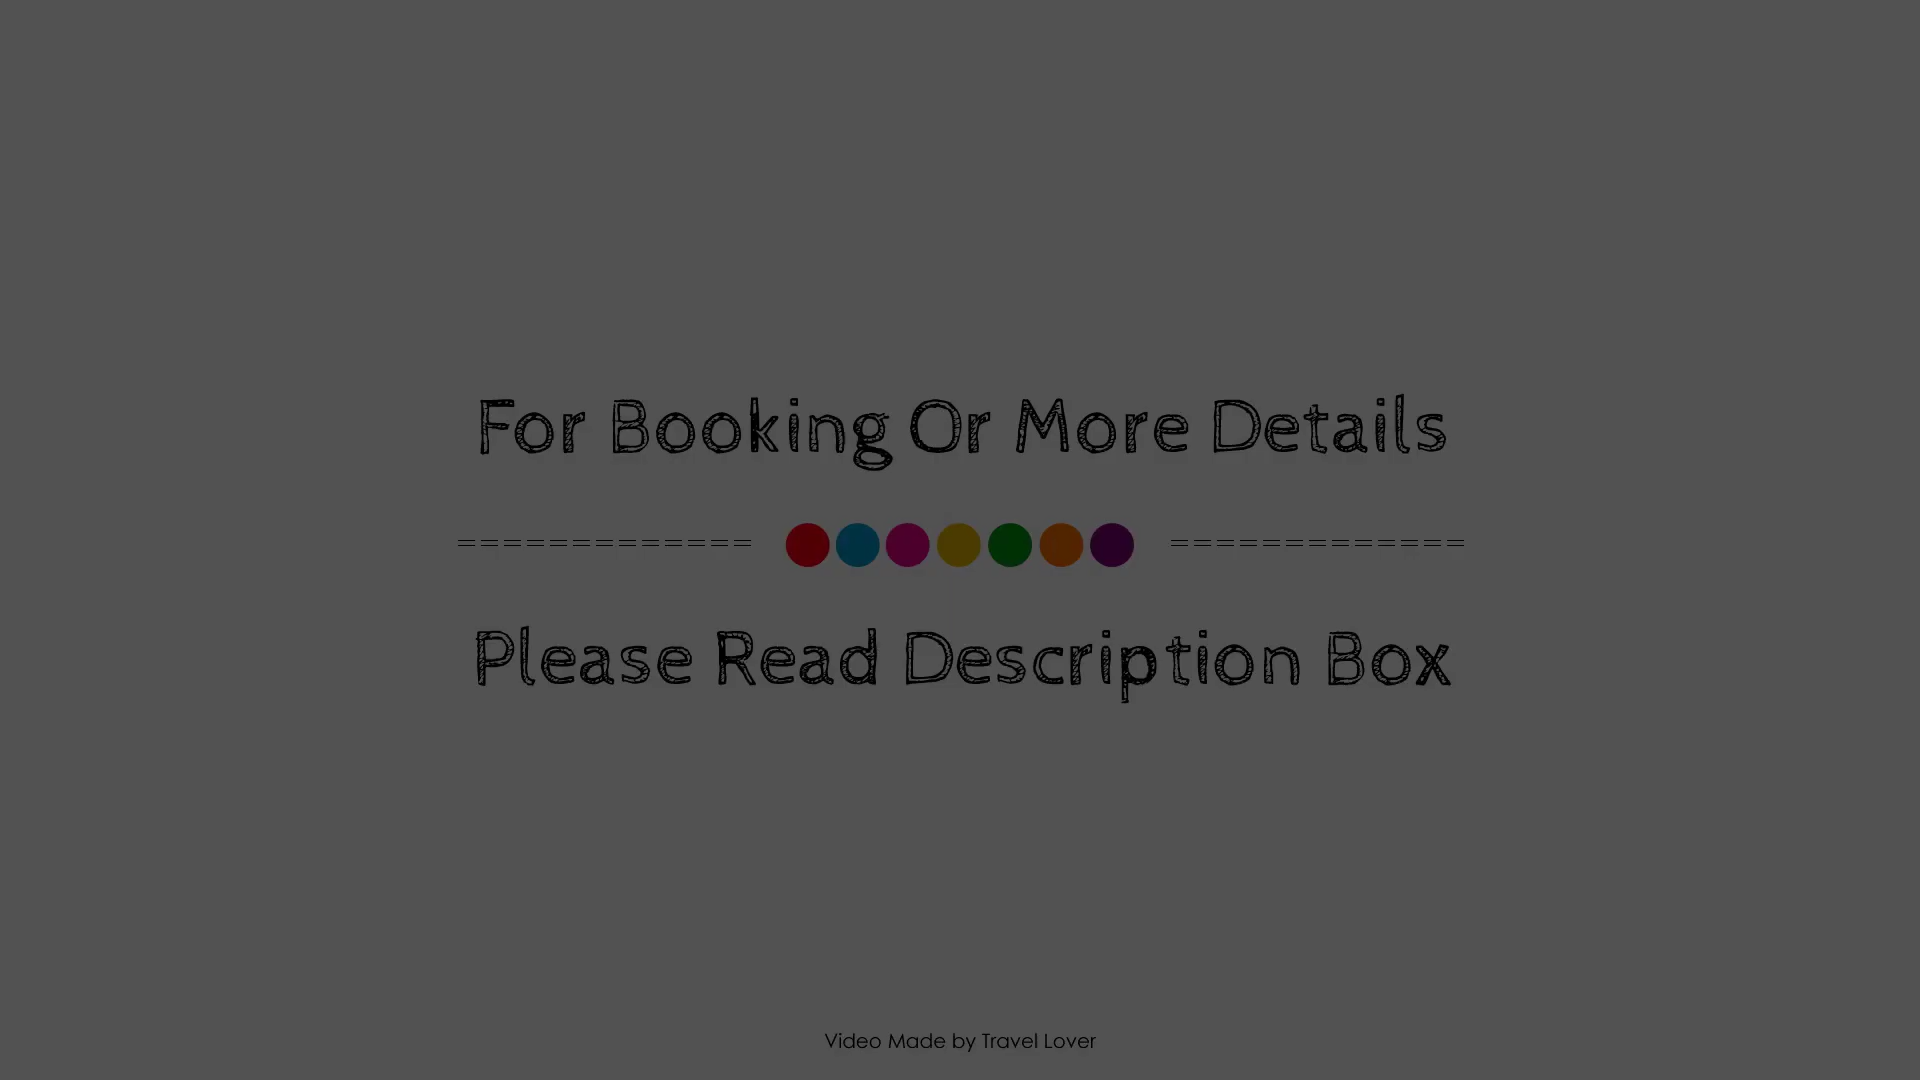 For Booking Or More Details
============= =============
Please Read Description Box
Video Made by Travel Lover